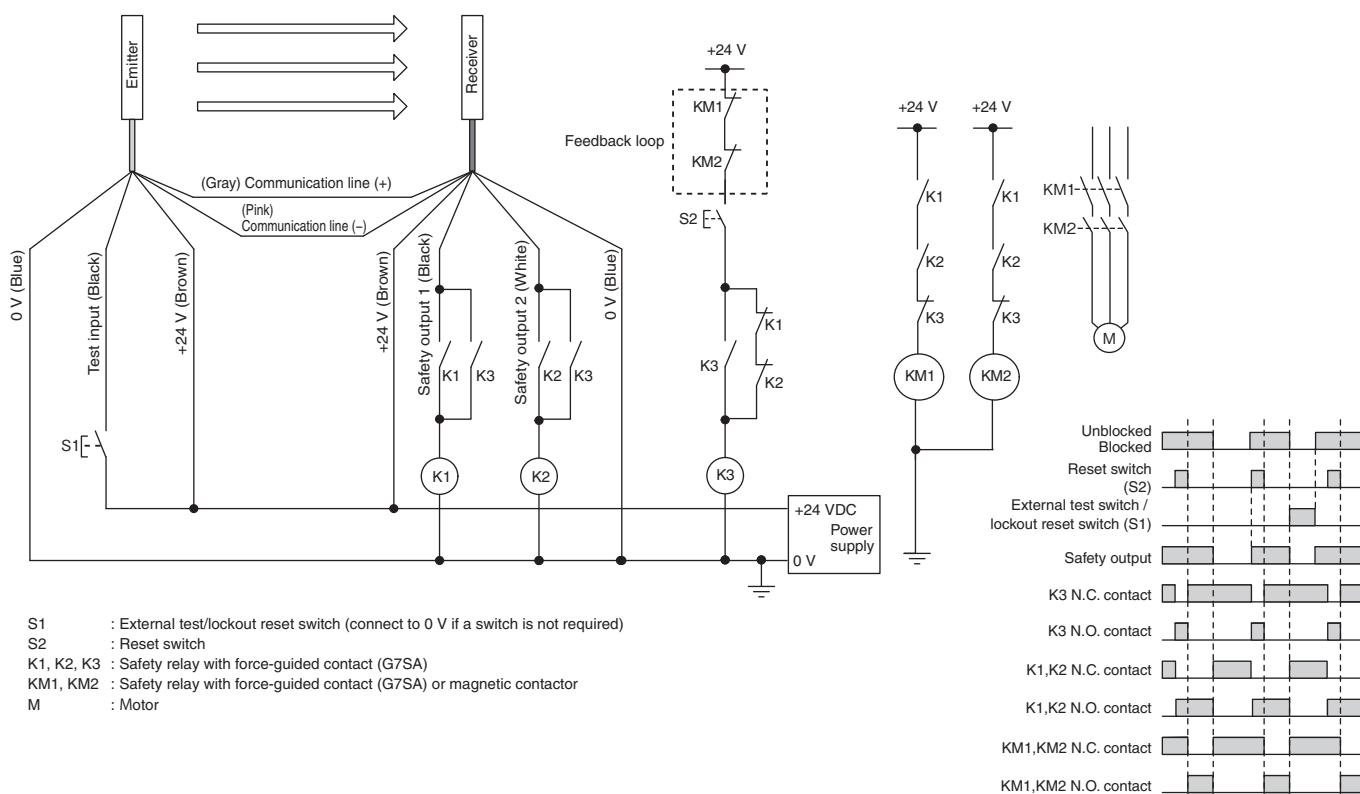 Emitter
Receiver
+24 V
KM1
KM2
Feedback loop
S2
(Gray) Communication line (+)
(Pink)
Communication line (–)
0 V (Blue)
Test input (Black)
+24 V (Brown)
+24 V (Brown)
Safety output 1 (Black)
Safety output 2 (White)
0 V (Blue)
S1
K1
K3
K2
K3
K1
K2
K3
K1
K2
K3
+24 VDC
Power
supply
0 V
+24 V
+24 V
K1
K1
K2
K2
K3
K3
KM1
KM2
KM1
KM2
M
Unblocked
Blocked
Reset switch
(S2)
External test switch /
lockout reset switch (S1)
Safety output
K3 N.C. contact
K3 N.O. contact
K1,K2 N.C. contact
K1,K2 N.O. contact
KM1,KM2 N.C. contact
KM1,KM2 N.O. contact
S1 : External test/lockout reset switch (connect to 0 V if a switch is not required)
S2 : Reset switch
K1, K2, K3 : Safety relay with force-guided contact (G7SA)
KM1, KM2 : Safety relay with force-guided contact (G7SA) or magnetic contactor
M : Motor